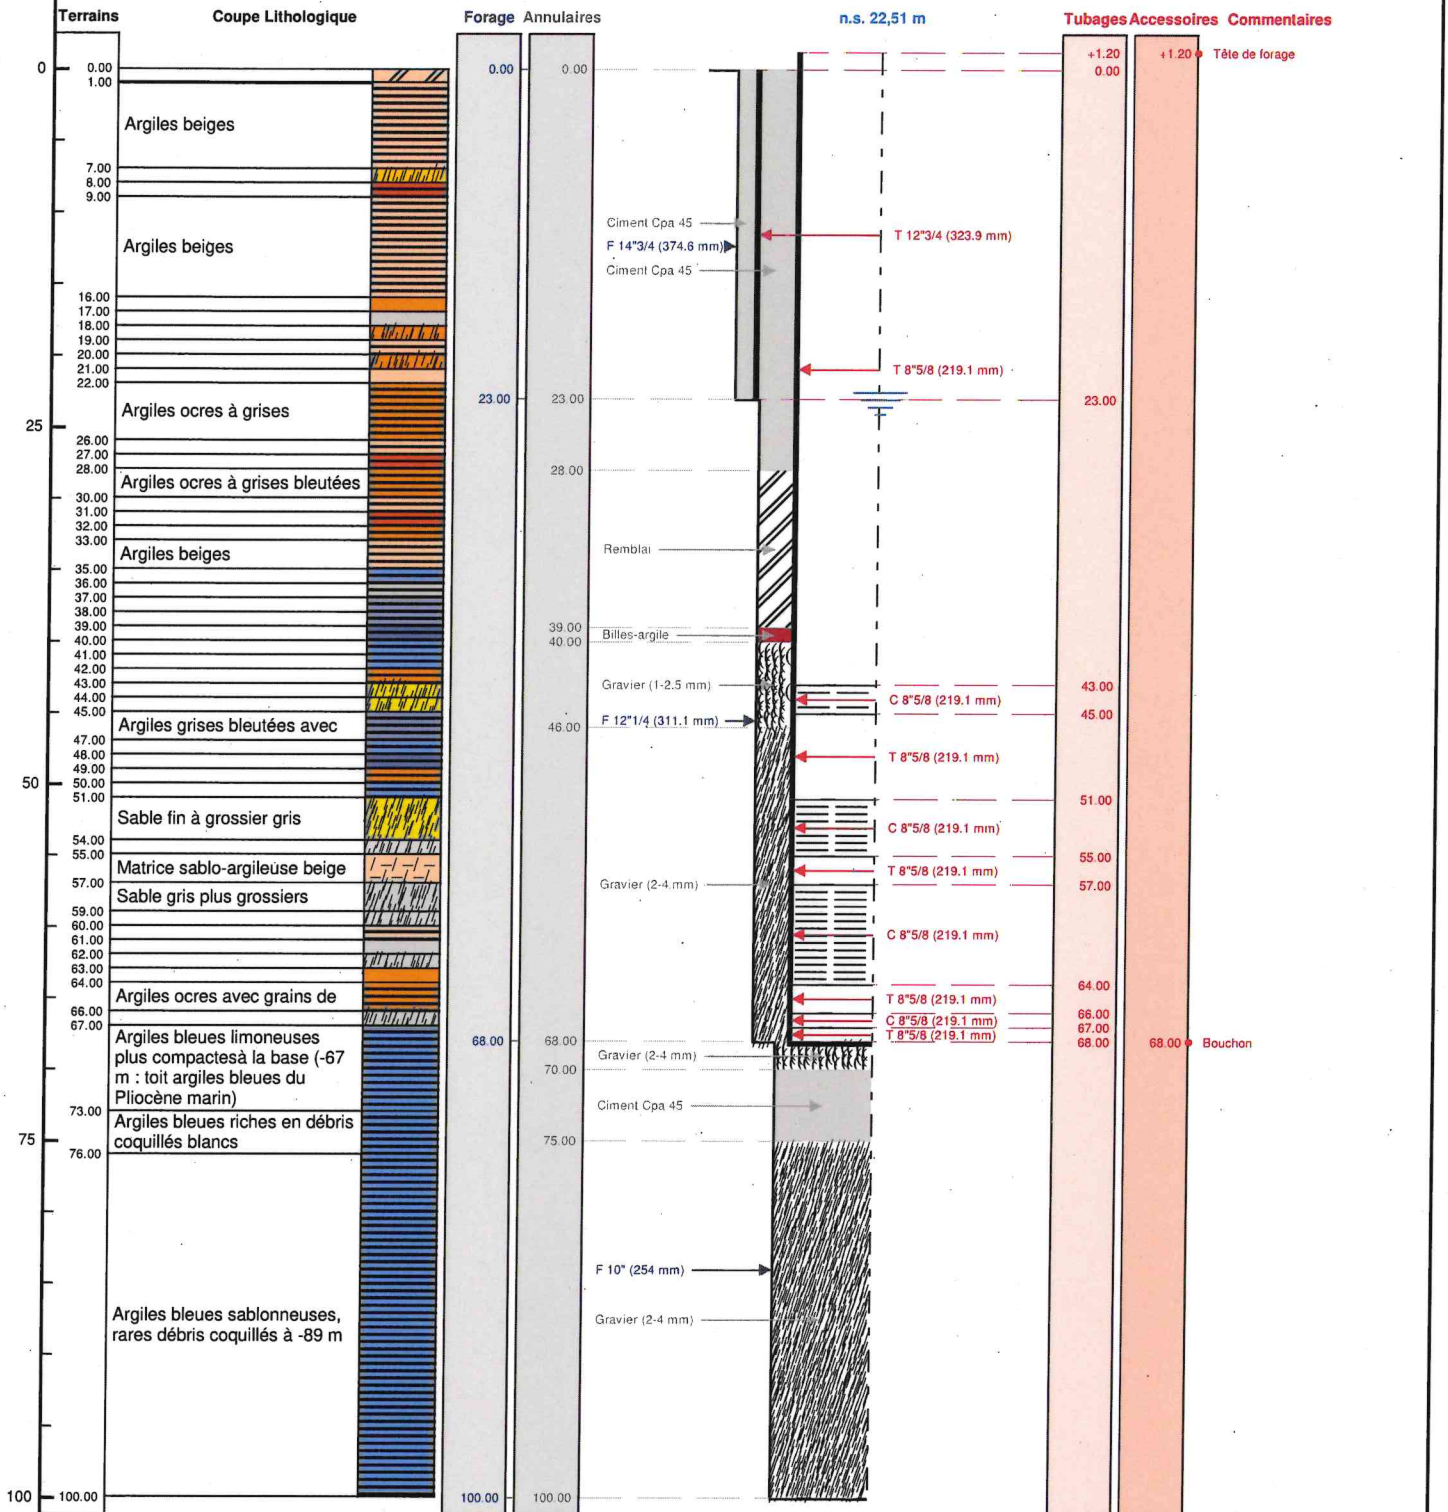 Terrains Coupe Lithologique Forage Annulaires n.s. 22,51 m Tubages Accessoires Commentaires
+1.20 +1.20 Tête de forage
0 0.00 0.00 0.00 0.00
1.00
Argiles beiges
7.00
8.00
9.00
Ciment Cpa 45
T 12"3/4 (323.9 mm)
Argiles beiges F 14"3/4 (374.6 mm)
Ciment Cpa 45
16.00
17.00
18.00
19.00
20.00
21.00 T 8"5/8 (219.1 mm)
22.00
23.00 23.00 23.00
Argiles ocres à grises
25
26.00
27.00
28.00 28.00
Argiles ocres à grises bleutées
30.00
31.00
32.00
33.00
Argiles beiges Remblai
35.00
36.00
37.00
38.00
39.00 39.00
Billes-argile
40.00 40.00
41.00
42.00
43.00 Gravier (1-2.5 mm) 43.00
44.00 C 8"5/8 (219.1 mm)
45.00 45.00
Argiles grises bleutées avec F 12"1/4 (311.1 mm)
46.00
47.00
48.00 T 8"5/8 (219.1 mm)
49.00
50 50.00
51.00 51.00
Sable fin à grossier gris C 8"5/8 (219.1 mm)
54.00
55.00 55.00
Matrice sablo-argileuse beige T 8"5/8 (219.1 mm)
57.00 Gravier (2-4 mm) 57.00
Sable gris plus grossiers
59.00
60.00
61.00 C 8"5/8 (219.1 mm)
62.00
63.00
64.00 64.00
Argiles ocres avec grains de T 8"5/8 (219.1 mm)
66.00 66.00
C 8"5/8 (219.1 mm)
67.00 67.00
T 8"5/8 (219.1 mm)
Argiles bleues limoneuses 68.00 68.00 68.00 68.00 Bouchon
plus compactesà la base (-67 Gravier (2-4 mm)
m : toit argiles bleues du 70.00
Pliocène marin) Ciment Cpa 45
73.00
Argiles bleues riches en débris
coquillés blancs
75 75.00
76.00
F 10" (254 mm)
Argiles bleues sablonneuses, Gravier (2-4 mm)
rares débris coquillés à -89 m
100 100.00 100.00 100.00